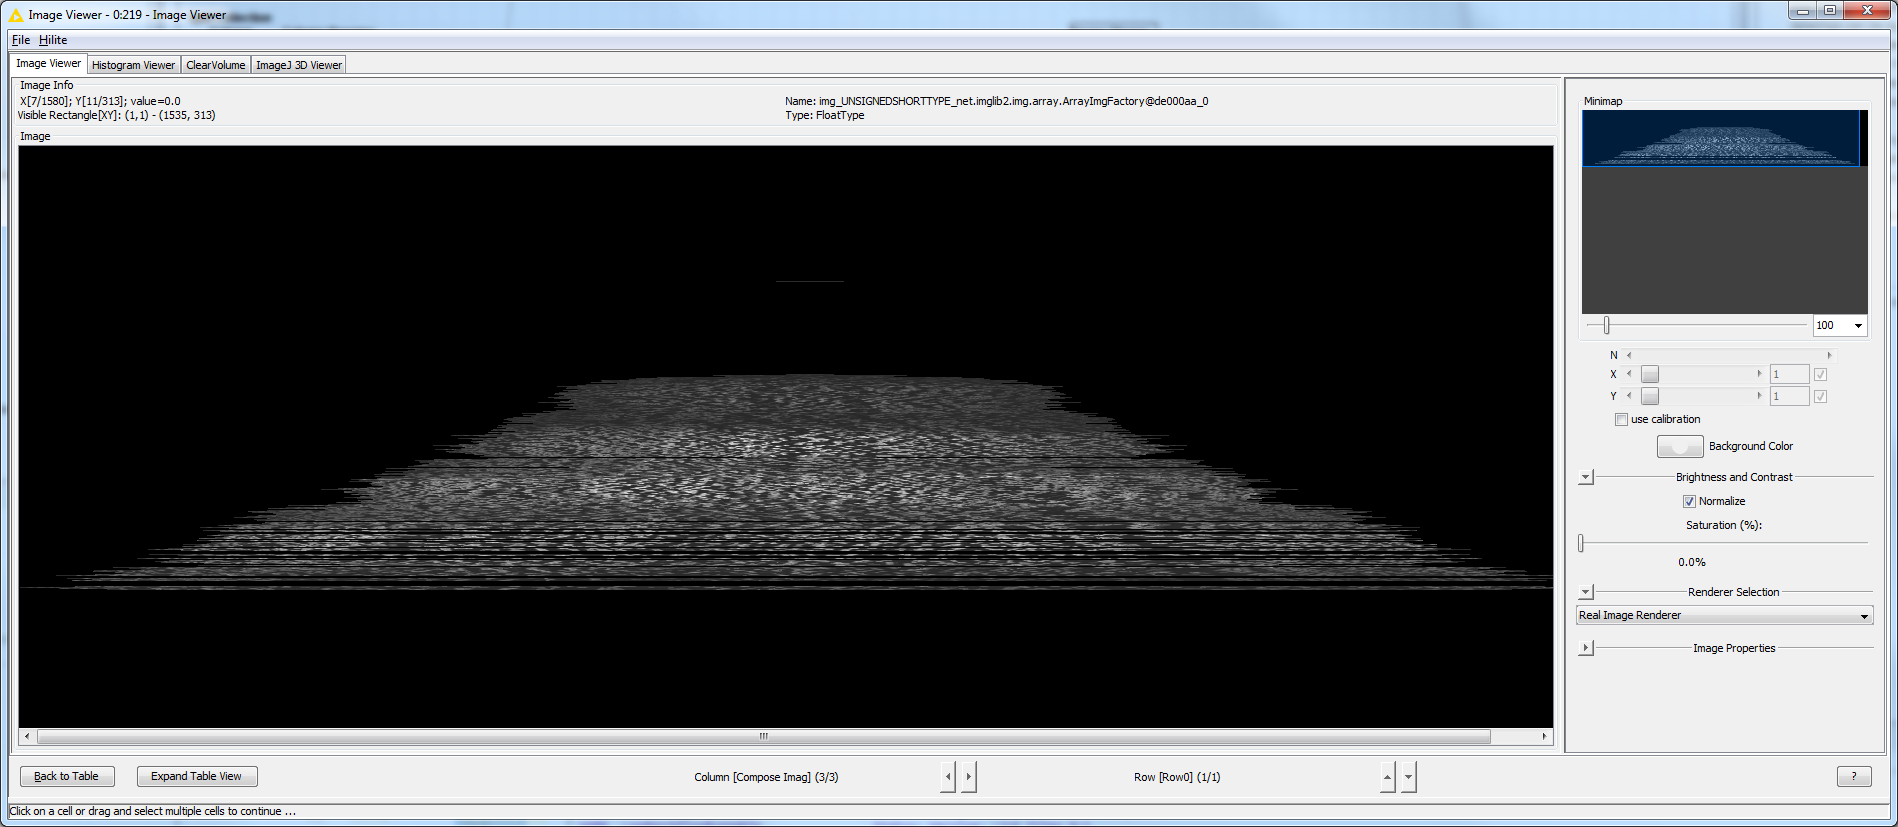 Image Viewer - 0:219 - Image Viewer
File Hilite
Image Viewer Histogram Viewer ClearVolume ImageJ 3D Viewer
Image Info
X[7/1580]; Y[11/313]; value=0.0
Name: img_UNSIGNEDSHORTTYPE_net.imglib2.img.array.ArrayImgFactory@de000aa_0
Visible Rectangle[XY]: (1,1) - (1535, 313)
Type: FloatType
Image
Minimap
100
N
X 1
Y 1
use calibration
Background Color
Brightness and Contrast
Normalize
Saturation (%):
0.0%
Renderer Selection
Real Image Renderer
Image Properties
Back to Table Expand Table View Column [Compose Imag] (3/3) Row [Row0] (1/1) ?
Click on a cell or drag and select multiple cells to continue ...